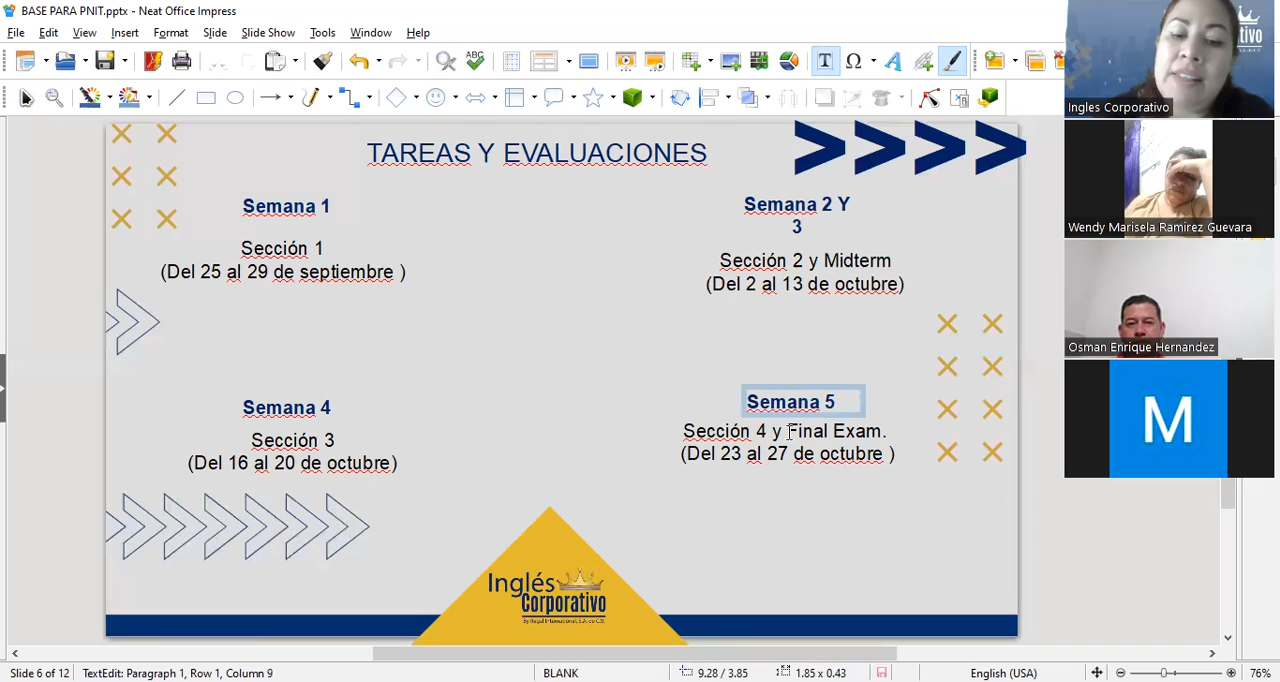 BASE PARA PNIT.pptx - Neat Office Impress
File Edit View Insert Format Slide Slide Show Tools Window Help
TAREAS Y EVALUACIONES
Semana 1
Sección 1
(Del 25 al 29 de septiembre )
Semana 2 Y
3
Sección 2 y Midterm
(Del 2 al 13 de octubre)
Semana 4
Sección 3
(Del 16 al 20 de octubre)
Semana 5
Sección 4 y Final Exam.
(Del 23 al 27 de octubre )
Inglés
Corporativo
By Regal International, S.A. de C.V.
Ingles Corporativo
Wendy Marisela Ramirez Guevara
Osman Enrique Hernandez
M
Slide 6 of 12 TextEdit: Paragraph 1, Row 1, Column 9 BLANK 9.28 / 3.85 1.85 x 0.43 English (USA) 76%